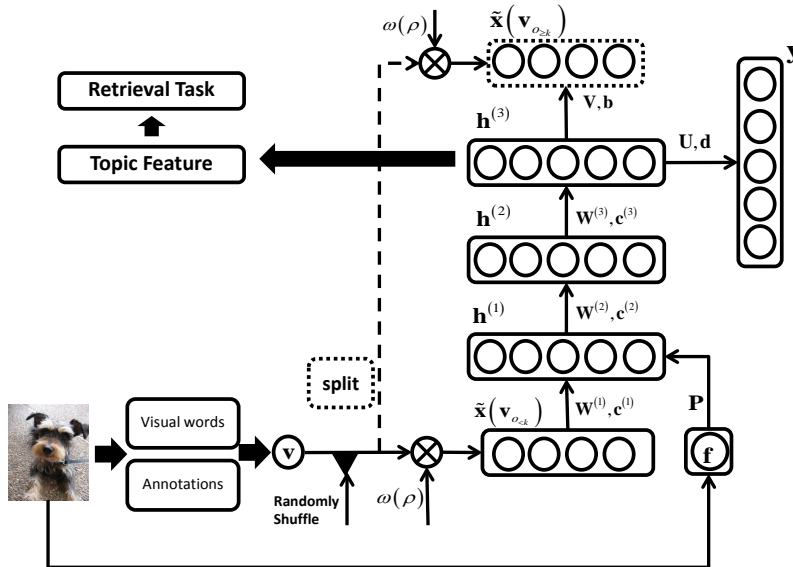 ω(ρ)
x̃(v_{o≥k})
y
Retrieval Task
V, b
h^{(3)}
U, d
Topic Feature
h^{(2)}
W^{(3)}, c^{(3)}
h^{(1)}
W^{(2)}, c^{(2)}
split
x̃(v_{o<k})
W^{(1)}, c^{(1)}
P
Visual words
v
f
Annotations
Randomly
Shuffle
ω(ρ)